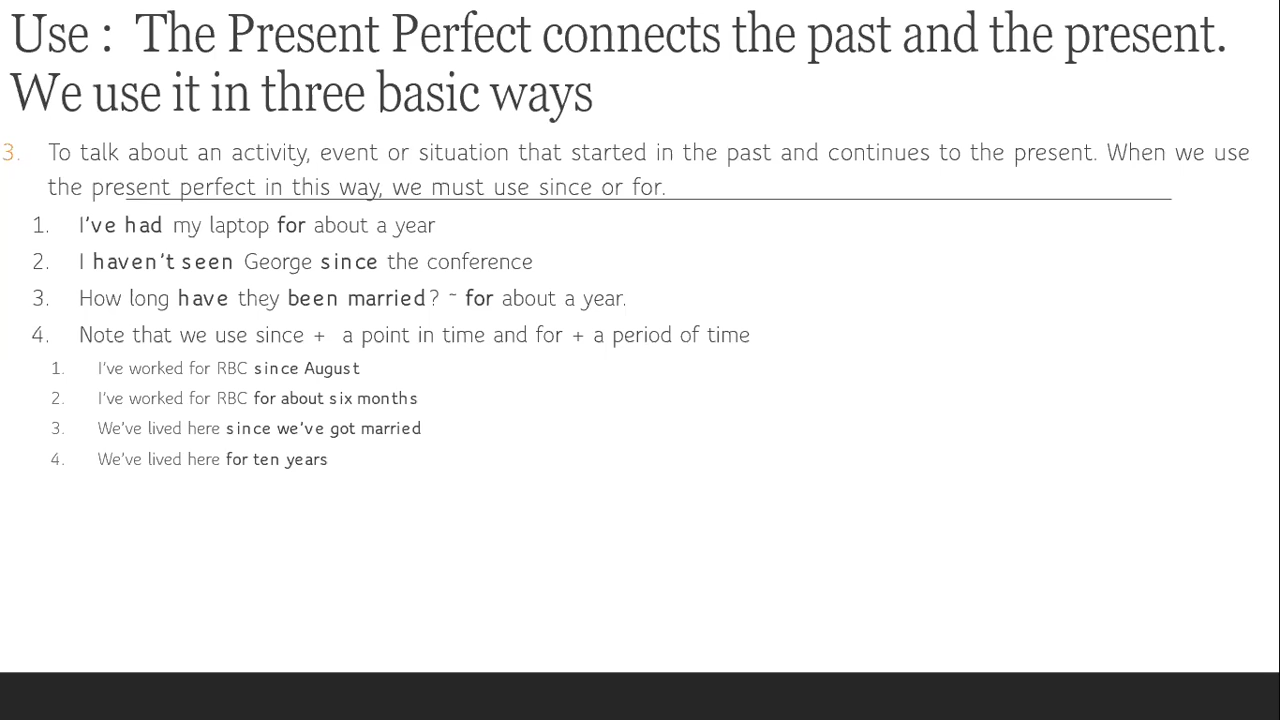 Use :  The Present Perfect connects the past and the present.
We use it in three basic ways
3. To talk about an activity, event or situation that started in the past and continues to the present. When we use
the present perfect in this way, we must use since or for.
1. I’ve had my laptop for about a year
2. I haven’t seen George since the conference
3. How long have they been married? ~ for about a year.
4. Note that we use since +  a point in time and for + a period of time
1. I’ve worked for RBC since August
2. I’ve worked for RBC for about six months
3. We’ve lived here since we’ve got married
4. We’ve lived here for ten years